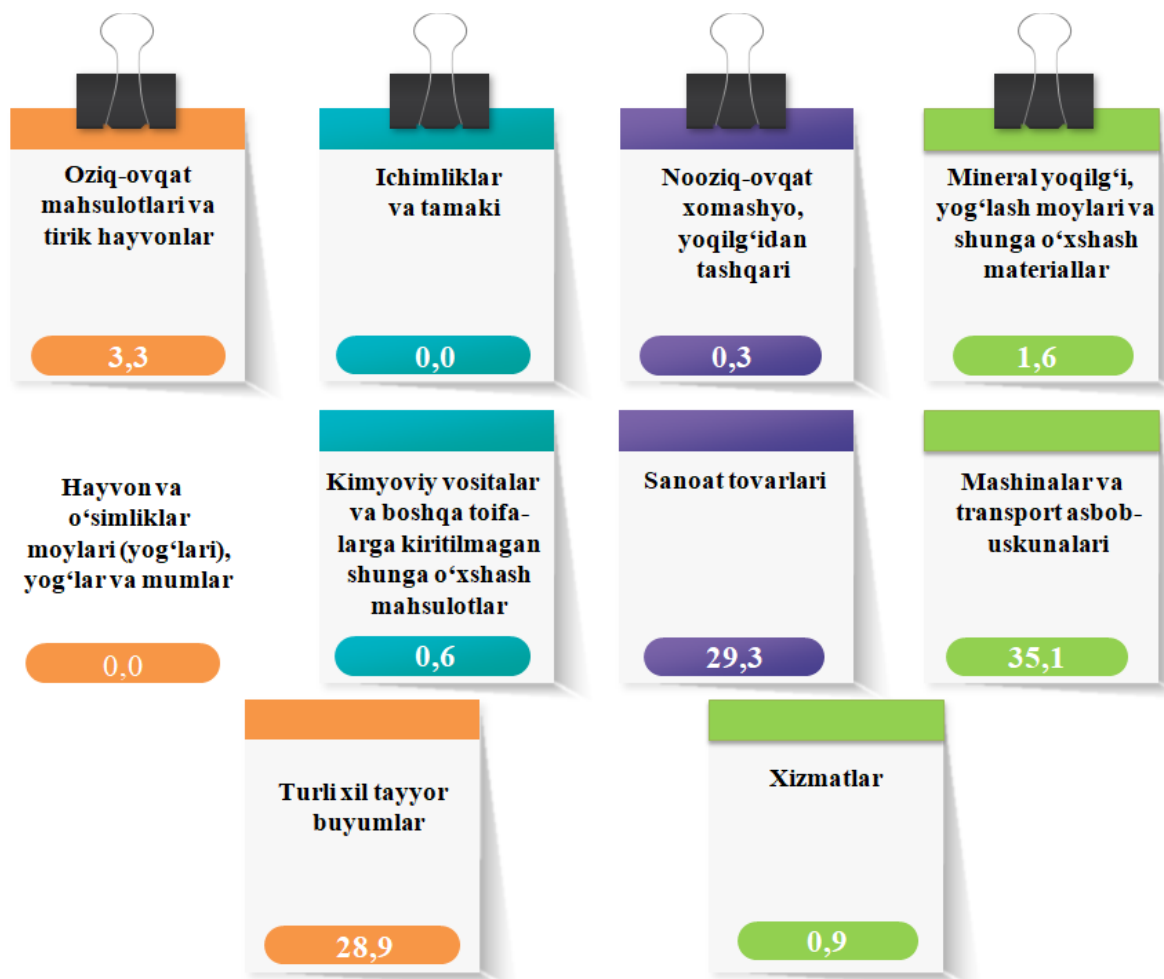 Oziq-ovqat
mahsulotlari va
tirik hayvonlar
3,3
Ichimliklar
va tamaki
0,0
Nooziq-ovqat
xomashyo,
yoqilg‘idan
tashqari
0,3
Mineral yoqilg‘i,
yog‘lash moylari va
shunga o‘xshash
materiallar
1,6
Hayvon va
o‘simliklar
moylari (yog‘lari),
yog‘lar va mumlar
0,0
Kimyoviy vositalar
va boshqa toifa-
larga kiritilmagan
shunga o‘xshash
mahsulotlar
0,6
Sanoat tovarlari
29,3
Mashinalar va
transport asbob-
uskunalari
35,1
Turli xil tayyor
buyumlar
28,9
Xizmatlar
0,9